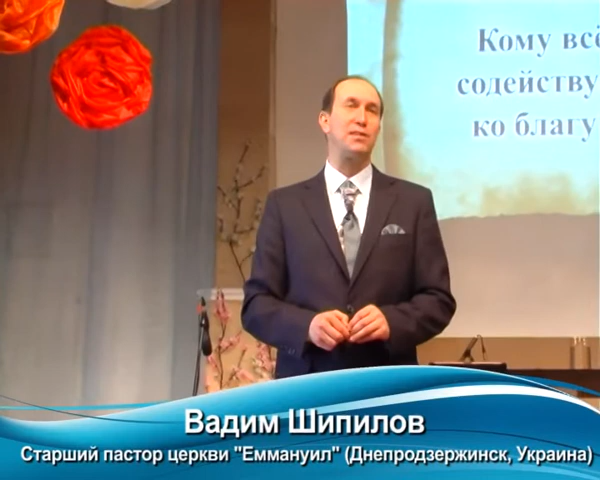 Кому всё
содейству
ко благу
Вадим Шипилов
Старший пастор церкви "Еммануил" (Днепродзержинск, Украина)